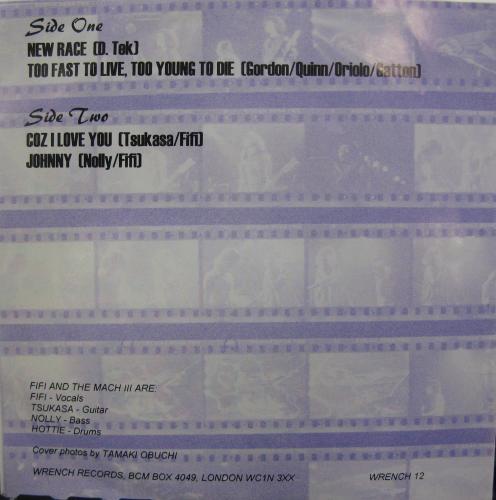 Side One
NEW RACE (D. Tek)
TOO FAST TO LIVE, TOO YOUNG TO DIE (Gordon/Quinn/Oriolo/Catton)
Side Two
COZ I LOVE YOU (Tsukasa/Fifi)
JOHNNY (Nolly/Fifi)
FIFI AND THE MACH III ARE:
FIFI - Vocals
TSUKASA - Guitar
NOLLY - Bass
HOTTIE - Drums
Cover photos by TAMAKI OBUCHI
WRENCH RECORDS, BCM BOX 4049, LONDON WC1N 3XX WRENCH 12